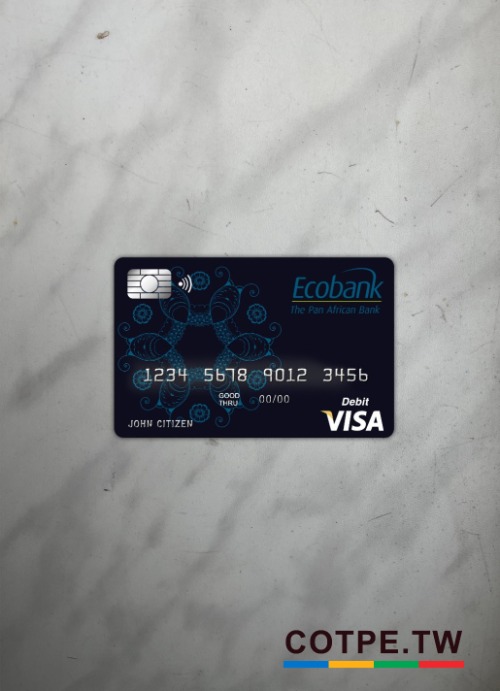 Ecobank
The Pan African Bank
1234 5678 9012 3456
GOOD THRU 00/00
JOHN CITIZEN
Debit
VISA
COTPE.TW